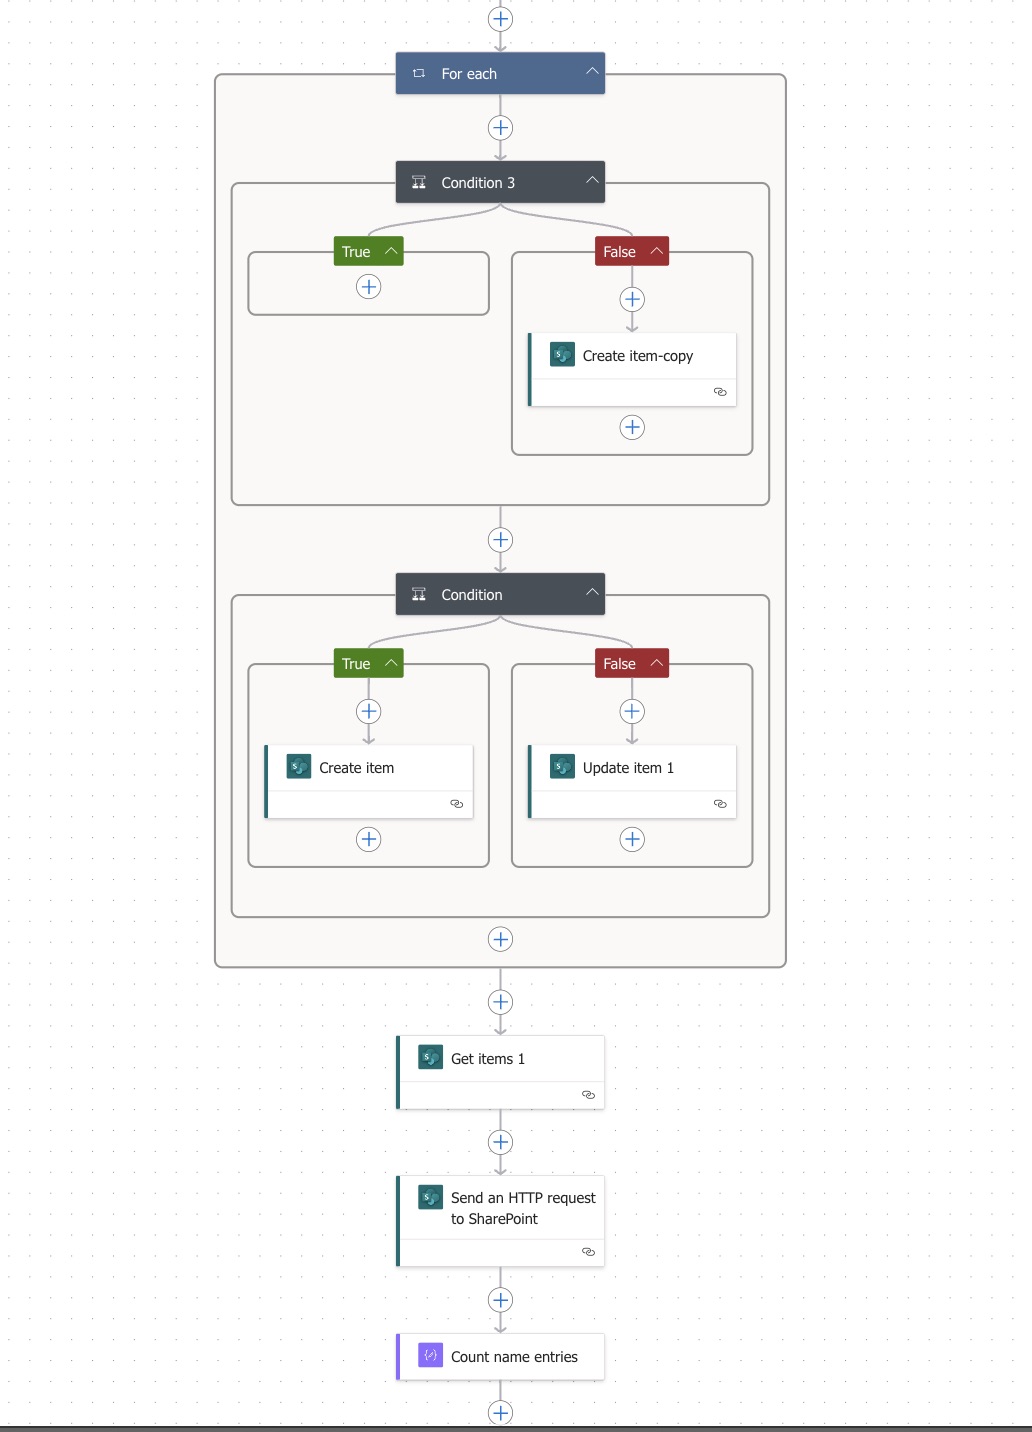 For each
Condition 3
True
False
Create item-copy
Condition
True
False
Create item
Update item 1
Get items 1
Send an HTTP request
to SharePoint
Count name entries